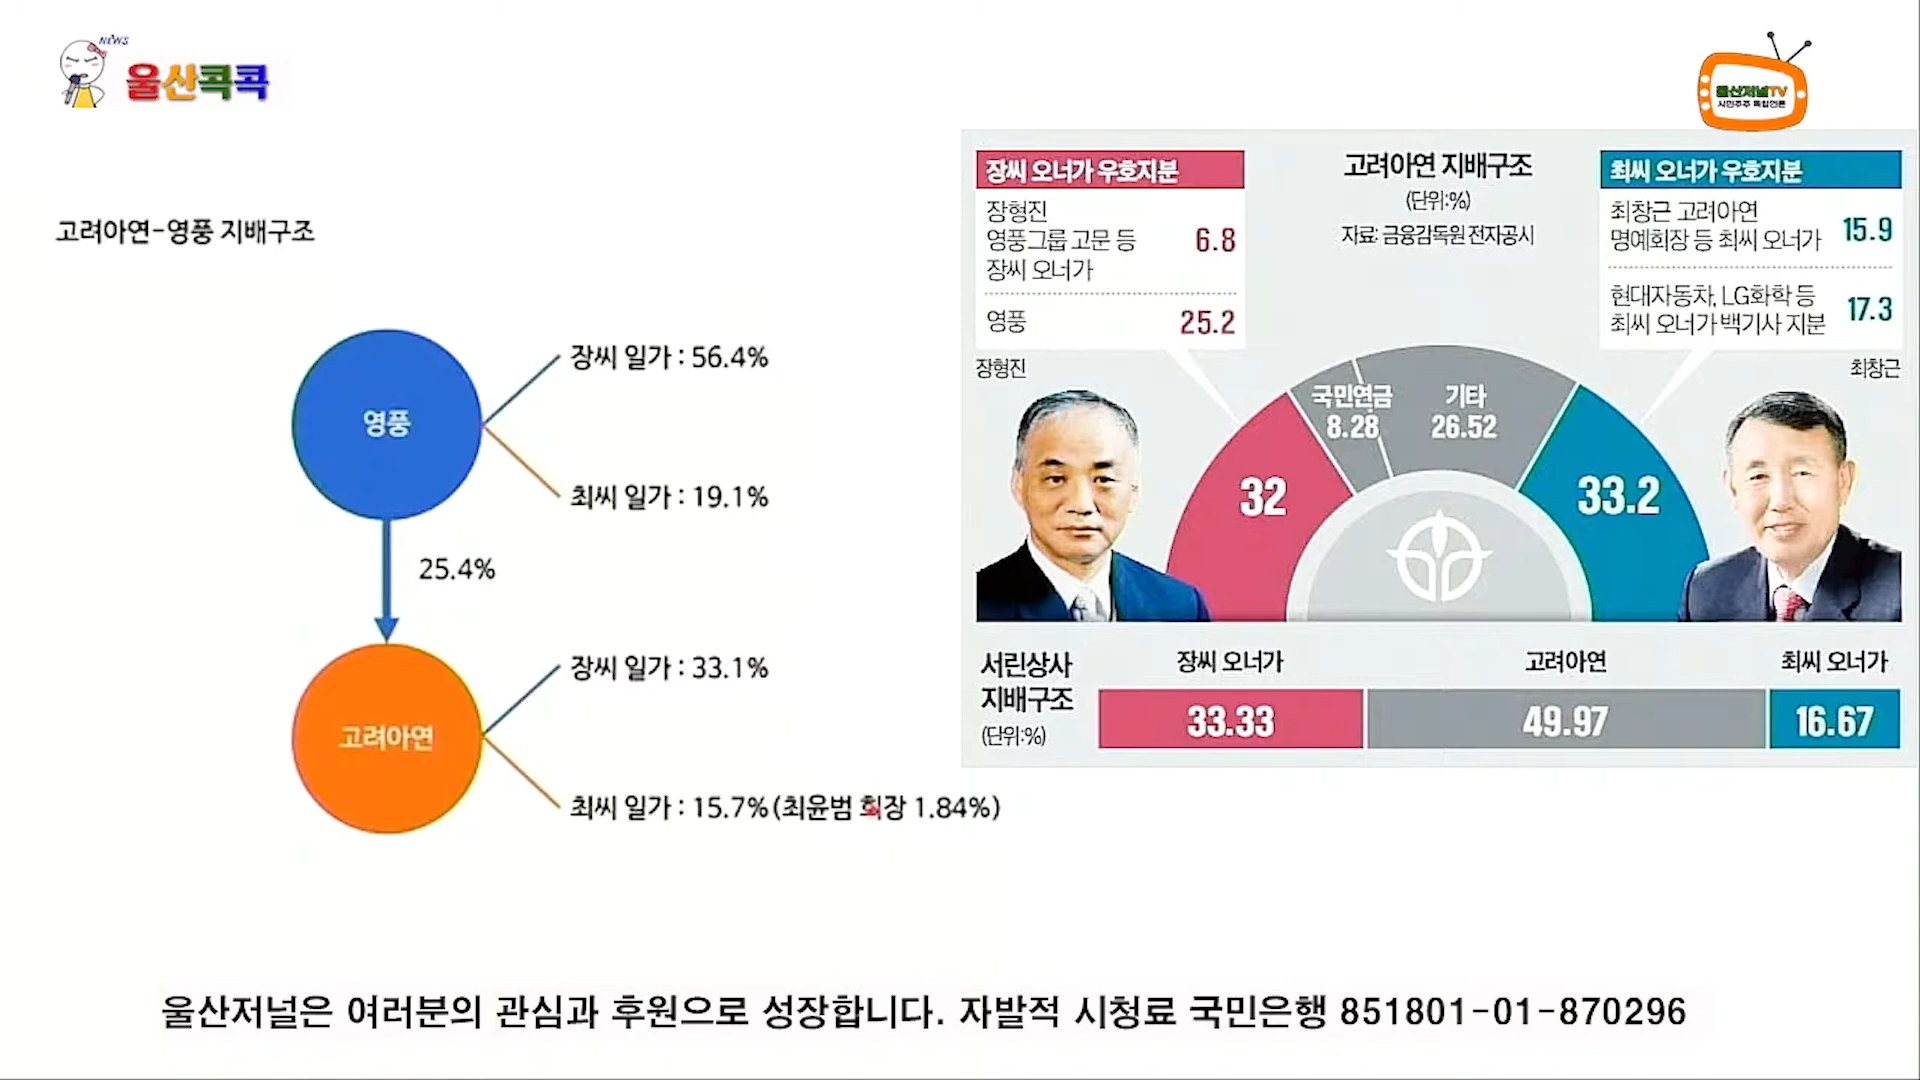 NEWS
울산콕콕
울산저널TV
시민주주 독립언론
고려아연-영풍 지배구조
영풍
장씨 일가 : 56.4%
최씨 일가 : 19.1%
25.4%
고려아연
장씨 일가 : 33.1%
최씨 일가 : 15.7%(최윤범 회장 1.84%)
장씨 오너가 우호지분
장형진
영풍그룹 고문 등
장씨 오너가
6.8
영풍
25.2
고려아연 지배구조
(단위:%)
자료: 금융감독원 전자공시
최씨 오너가 우호지분
최창근 고려아연
명예회장 등 최씨 오너가
15.9
현대자동차, LG화학 등
최씨 오너가 백기사 지분
17.3
장형진
최창근
32
국민연금
8.28
기타
26.52
33.2
서린상사
지배구조
(단위:%)
장씨 오너가
고려아연
최씨 오너가
33.33
49.97
16.67
울산저널은 여러분의 관심과 후원으로 성장합니다. 자발적 시청료 국민은행 851801-01-870296